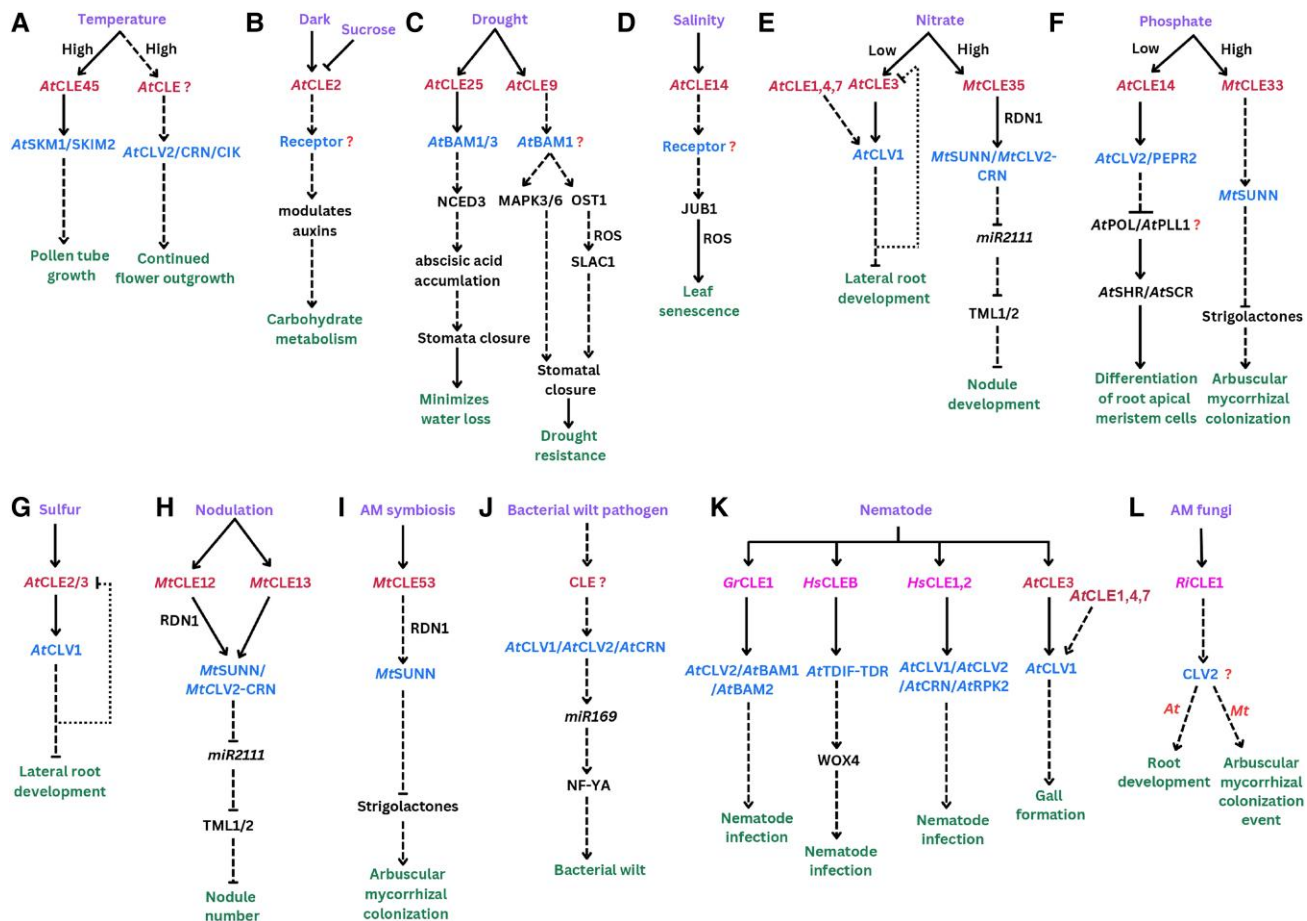 A
Temperature
High
High
AtCLE45
AtCLE ?
AtSKM1/SKIM2
AtCLV2/CRN/CIK
Pollen tube
growth
Continued
flower outgrowth
B
Dark
Sucrose
AtCLE2
Receptor ?
modulates
auxins
Carbohydrate
metabolism
C
Drought
AtCLE25
AtCLE9
AtBAM1/3
AtBAM1 ?
NCED3
MAPK3/6
OST1
ROS
SLAC1
abscisic acid
accumlation
Stomata closure
Stomatal
closure
Minimizes
water loss
Drought
resistance
D
Salinity
AtCLE14
Receptor ?
JUB1
ROS
Leaf
senescence
E
Nitrate
Low
High
AtCLE1,4,7
AtCLE3
MtCLE35
RDN1
AtCLV1
MtSUNN/MtCLV2-
CRN
miR2111
Lateral root
development
TML1/2
Nodule
development
F
Phosphate
Low
High
AtCLE14
MtCLE33
AtCLV2/PEPR2
MtSUNN
AtPOL/AtPLL1 ?
AtSHR/AtSCR
Strigolactones
Differentiation
of root apical
meristem cells
Arbuscular
mycorrhizal
colonization
G
Sulfur
AtCLE2/3
AtCLV1
Lateral root
development
H
Nodulation
MtCLE12
MtCLE13
RDN1
MtSUNN/
MtCLV2-CRN
miR2111
TML1/2
Nodule
number
I
AM symbiosis
MtCLE53
RDN1
MtSUNN
Strigolactones
Arbuscular
mycorrhizal
colonization
J
Bacterial wilt pathogen
CLE ?
AtCLV1/AtCLV2/AtCRN
miR169
NF-YA
Bacterial wilt
K
Nematode
GrCLE1
HsCLEB
HsCLE1,2
AtCLE3
AtCLE1,4,7
AtCLV2/AtBAM1
/AtBAM2
AtTDIF-TDR
AtCLV1/AtCLV2
/AtCRN/AtRPK2
AtCLV1
WOX4
Nematode
infection
Nematode
infection
Nematode
infection
Gall
formation
L
AM fungi
RiCLE1
CLV2 ?
At
Mt
Root
development
Arbuscular
mycorrhizal
colonization
event